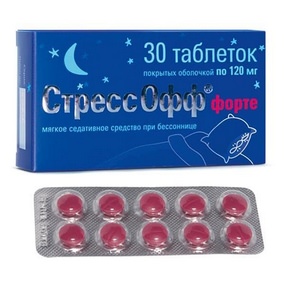 30 таблеток
покрытых оболочкой по 120 мг
СтрессОфф® форте
мягкое седативное средство при бессоннице